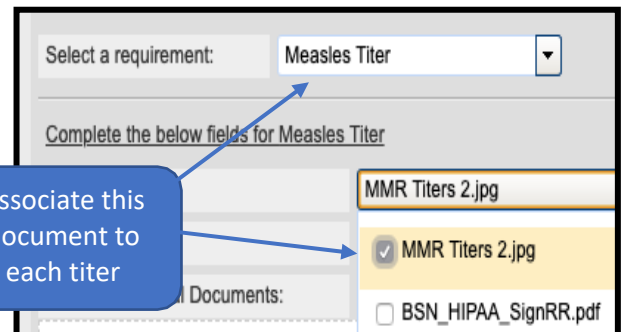 Select a requirement: Measles Titer
Complete the below fields for Measles Titer
MMR Titers 2.jpg
ssociate this
ocument to
each titer
MMR Titers 2.jpg
Documents:
BSN_HIPAA_SignRR.pdf